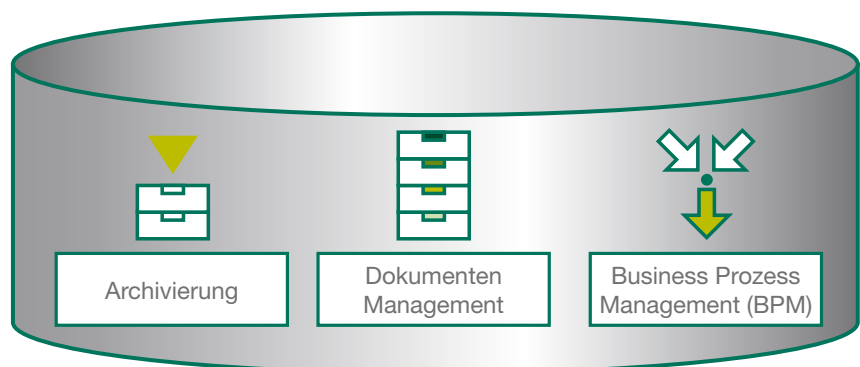 Archivierung
Dokumenten
Management
Business Prozess
Management (BPM)